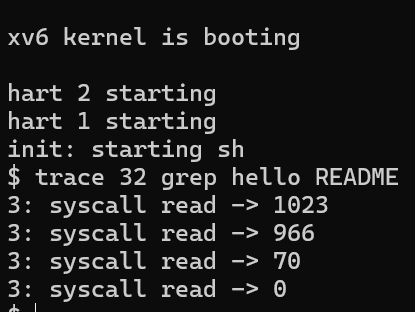 xv6 kernel is booting
hart 2 starting
hart 1 starting
init: starting sh
$ trace 32 grep hello README
3: syscall read -> 1023
3: syscall read -> 966
3: syscall read -> 70
3: syscall read -> 0
$